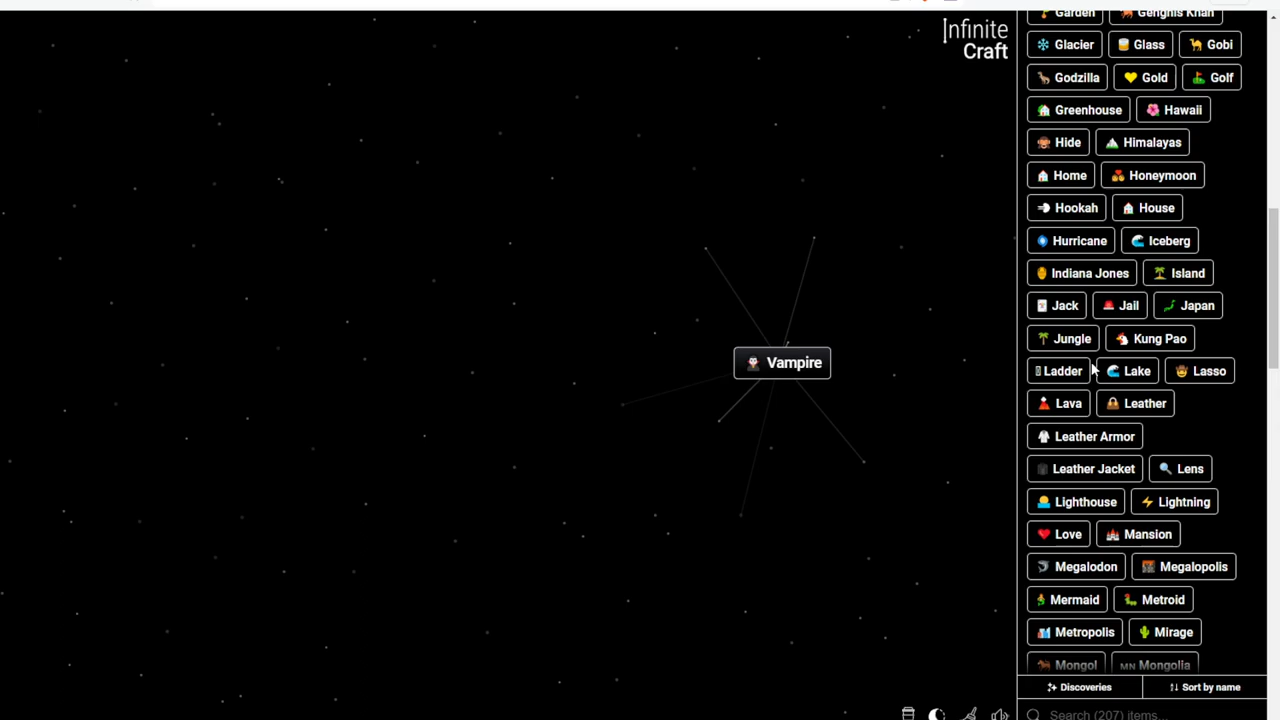 Infinite
Craft
Vampire
Garden Genghis Khan
Glacier Glass Gobi
Godzilla Gold Golf
Greenhouse Hawaii
Hide Himalayas
Home Honeymoon
Hookah House
Hurricane Iceberg
Indiana Jones Island
Jack Jail Japan
Jungle Kung Pao
Ladder Lake Lasso
Lava Leather
Leather Armor
Leather Jacket Lens
Lighthouse Lightning
Love Mansion
Megalodon Megalopolis
Mermaid Metroid
Metropolis Mirage
Mongol MN Mongolia
Discoveries Sort by name
Search (207) items...